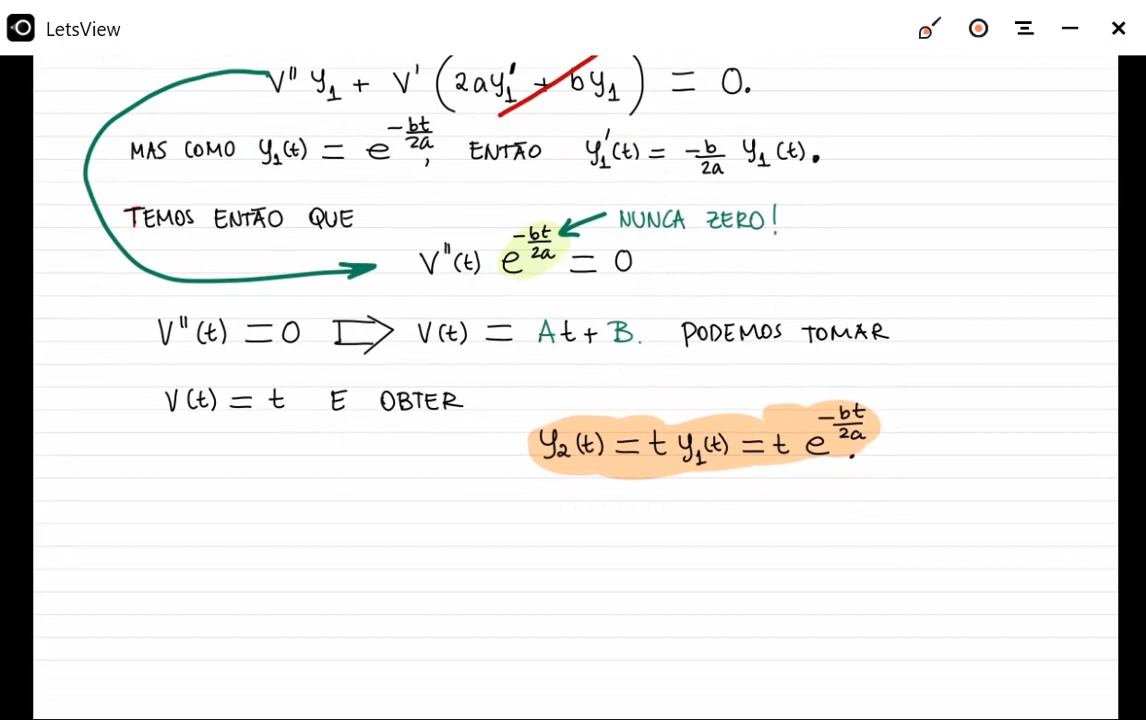 LetsView
V'' y₁ + V' (2ay₁' + by₁) = 0.
MAS COMO y₁(t) = e^(-bt/2a), ENTÃO y₁'(t) = -b/2a y₁(t).
TEMOS ENTÃO QUE
NUNCA ZERO!
V''(t) e^(-bt/2a) = 0
V''(t) = 0 ⇒ V(t) = At + B. PODEMOS TOMAR
V(t) = t E OBTER
y₂(t) = t y₁(t) = t e^(-bt/2a).